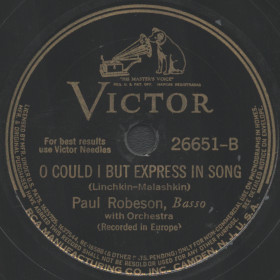 "HIS MASTER'S VOICE"
VICTOR
For best results
use Victor Needles
26651-B
O COULD I BUT EXPRESS IN SONG
(Linchkin-Malashkin)
Paul Robeson, Basso
with Orchestra
(Recorded in Europe)
RCA MANUFACTURING CO. INC. CAMDEN, N.J., U.S.A.